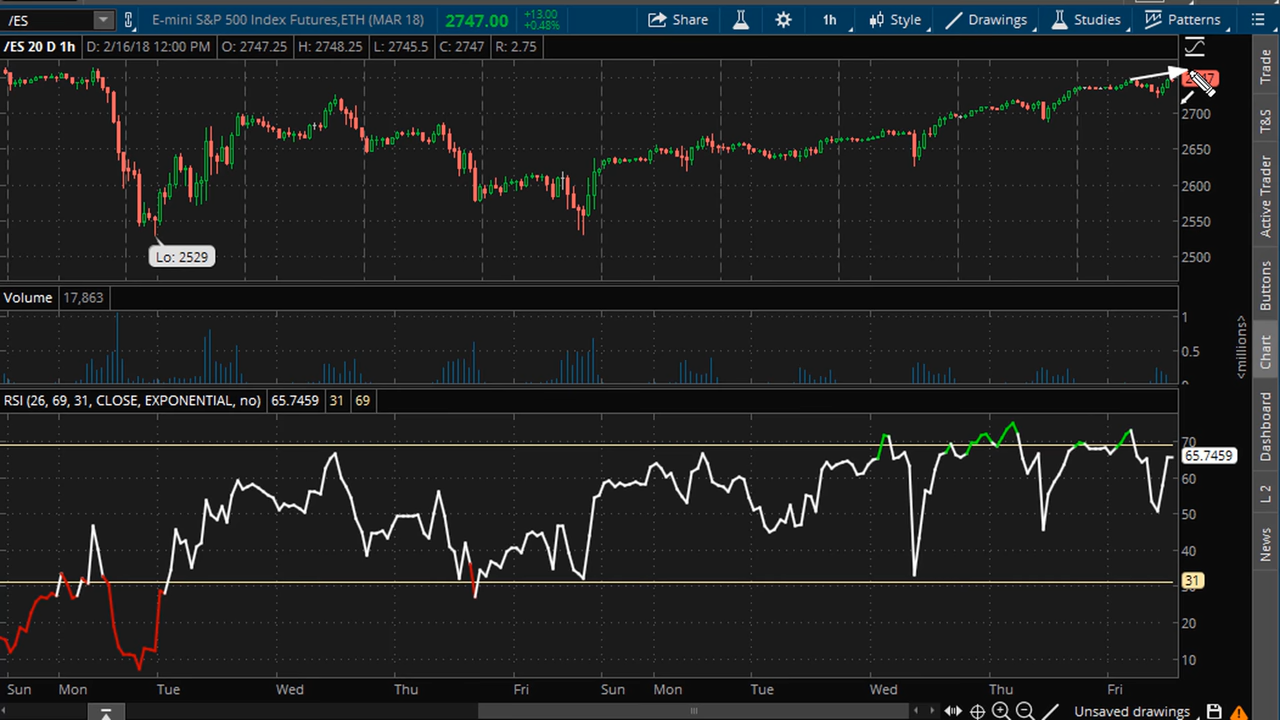 /ES E-mini S&P 500 Index Futures,ETH (MAR 18) 2747.00 +13.00 +0.48% Share 1h Style Drawings Studies Patterns
/ES 20 D 1h D: 2/16/18 12:00 PM O: 2747.25 H: 2748.25 L: 2745.5 C: 2747 R: 2.75
2700
2650
2600
2550
2500
Lo: 2529
Volume 17,863
1
0.5
<millions>
RSI (26, 69, 31, CLOSE, EXPONENTIAL, no) 65.7459 31 69
70
65.7459
60
50
40
31
20
10
Sun Mon Tue Wed Thu Fri Sun Mon Tue Wed Thu Fri
Unsaved drawings
Trade
T&S
Active Trader
Buttons
Chart
Dashboard
L 2
News